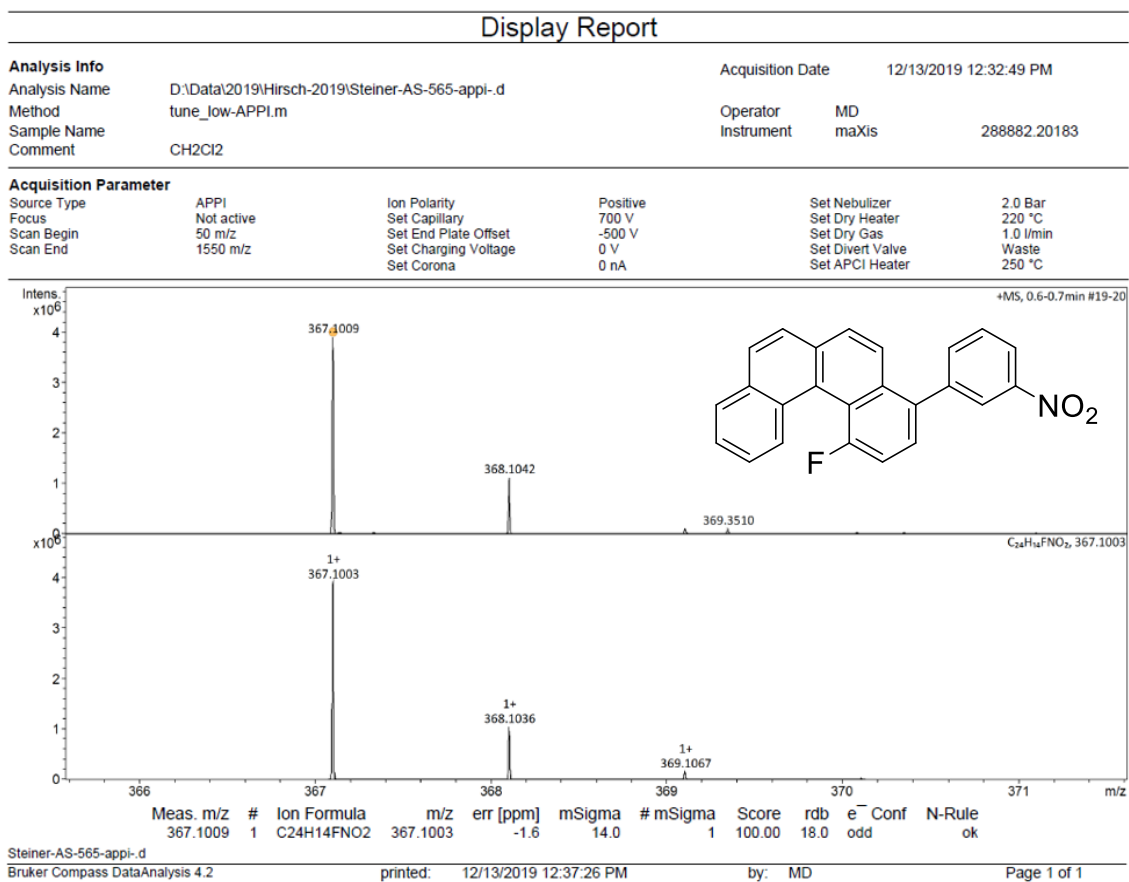 Display Report
Analysis Info
Acquisition Date 12/13/2019 12:32:49 PM
Analysis Name D:\Data\2019\Hirsch-2019\Steiner-AS-565-appi-.d
Method tune_low-APPI.m
Operator MD
Sample Name
Instrument maXis 288882.20183
Comment CH2Cl2
Acquisition Parameter
Source Type APPI Ion Polarity Positive Set Nebulizer 2.0 Bar
Focus Not active Set Capillary 700 V Set Dry Heater 220 °C
Scan Begin 50 m/z Set End Plate Offset -500 V Set Dry Gas 1.0 l/min
Scan End 1550 m/z Set Charging Voltage 0 V Set Divert Valve Waste
Set Corona 0 nA Set APCI Heater 250 °C
Intens.
x10⁶
+MS, 0.6-0.7min #19-20
4
367.1009
3
NO₂
2
F
368.1042
1
369.3510
0
x10⁶
C₂₄H₁₄FNO₂, 367.1003
1+
367.1003
4
3
2
1+
368.1036
1
1+
369.1067
0
366 367 368 369 370 371 m/z
Meas. m/z # Ion Formula m/z err [ppm] mSigma # mSigma Score rdb e⁻ Conf N-Rule
367.1009 1 C24H14FNO2 367.1003 -1.6 14.0 1 100.00 18.0 odd ok
Steiner-AS-565-appi-.d
Bruker Compass DataAnalysis 4.2 printed: 12/13/2019 12:37:26 PM by: MD Page 1 of 1